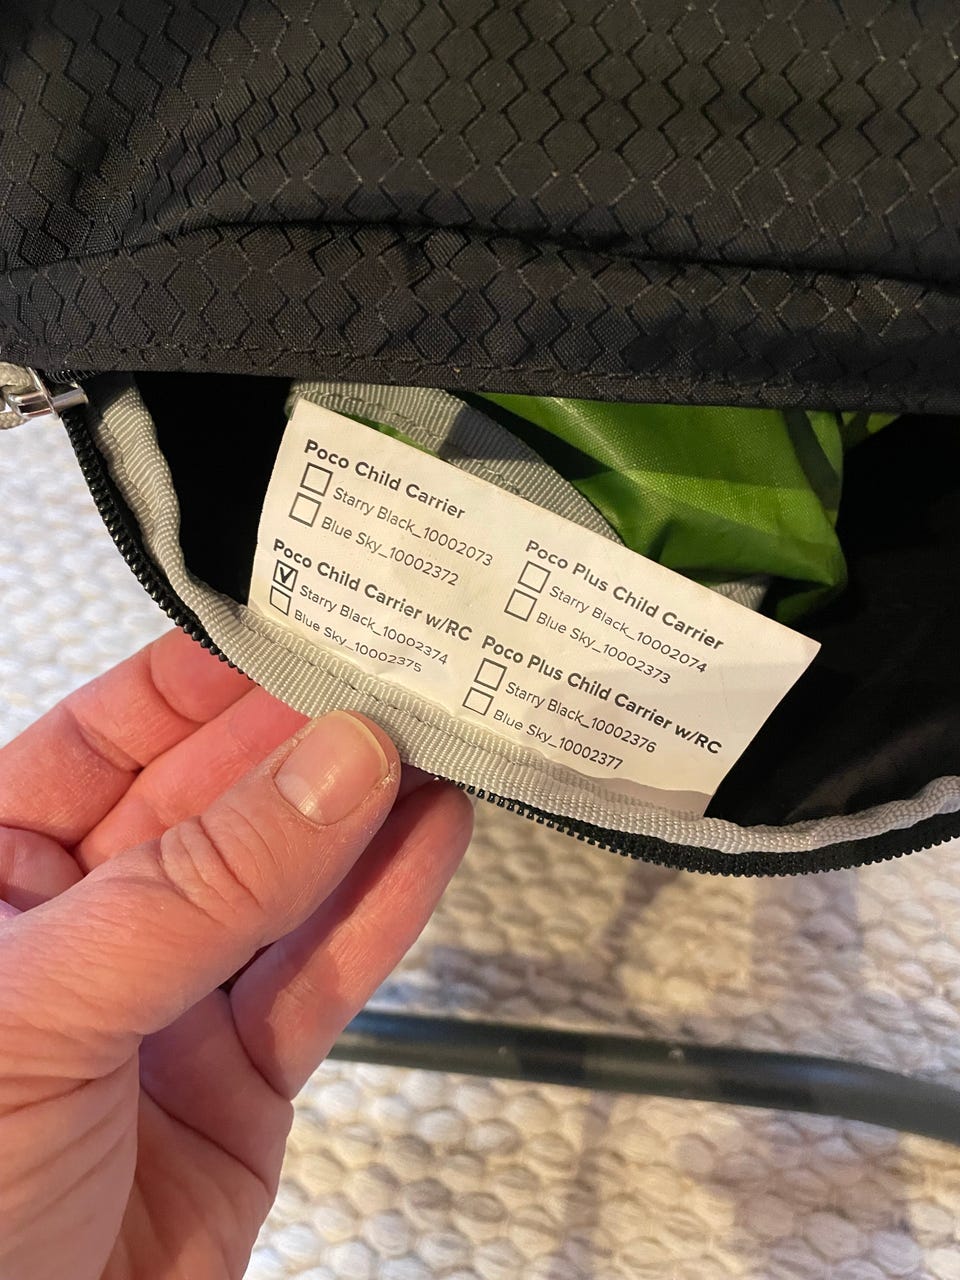 Poco Child Carrier
Starry Black_10002073
Blue Sky_10002372
Poco Child Carrier w/RC
Starry Black_10002374
Blue Sky_10002375
Poco Plus Child Carrier
Starry Black_10002074
Blue Sky_10002373
Poco Plus Child Carrier w/RC
Starry Black_10002376
Blue Sky_10002377